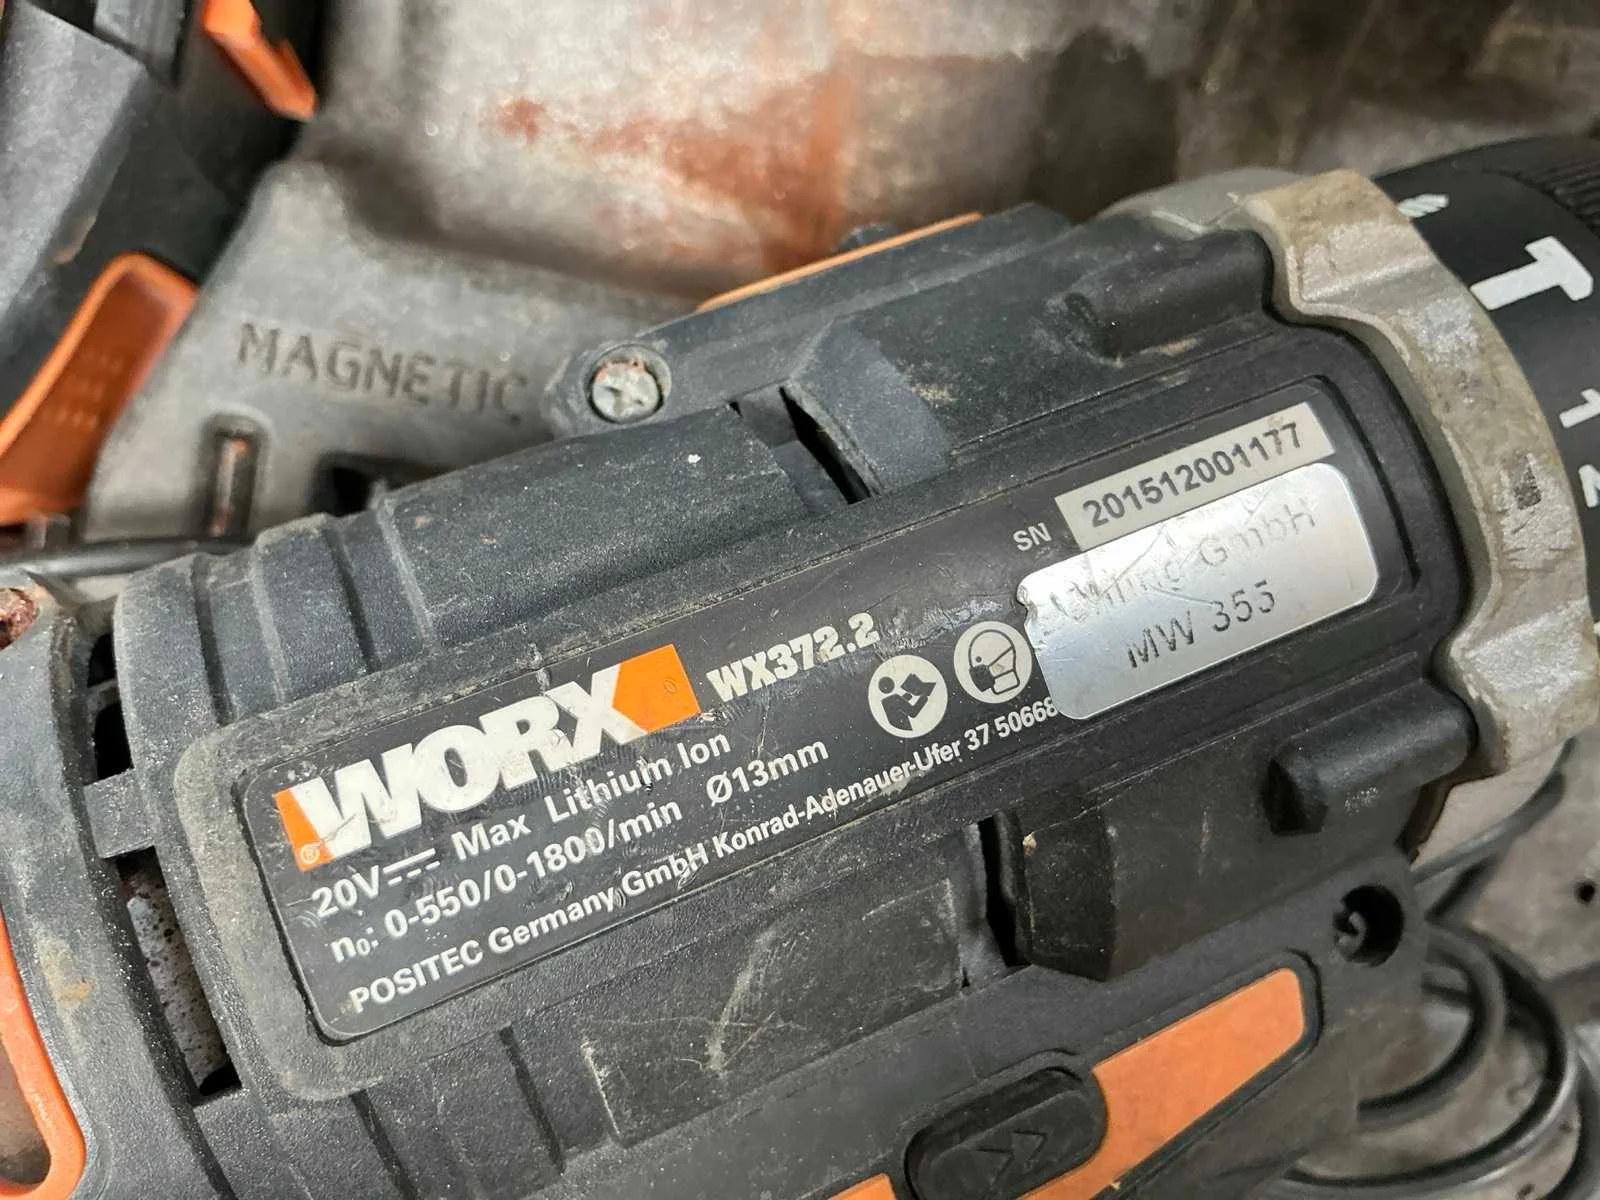 MAGNETIC
SN 201512001177
GmbH
MW 355
WORX WX372.2
®
20V Max Lithium Ion
n₀: 0-550/0-1800/min Ø13mm
POSITEC Germany GmbH Konrad-Adenauer-Ufer 37 50668
T
1